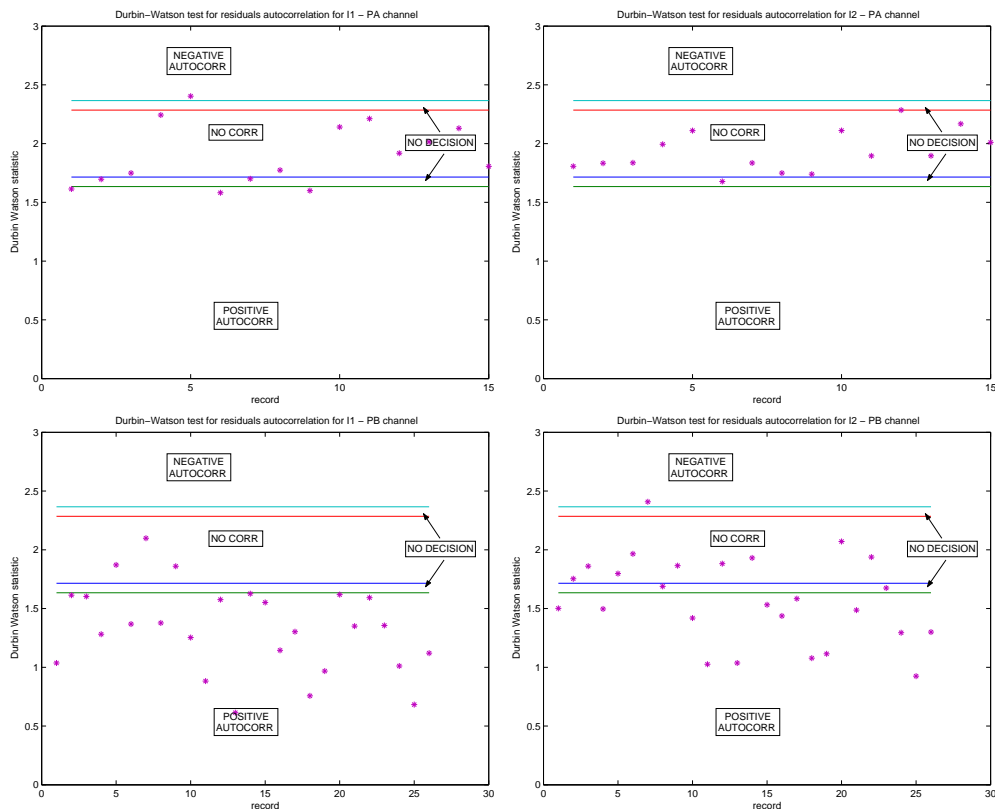 Durbin−Watson test for residuals autocorrelation for I1 − PA channel
3
NEGATIVE
AUTOCORR
2.5
NO CORR
NO DECISION
2
1.5
1
POSITIVE
AUTOCORR
0.5
0
0 5 10 15
record
Durbin Watson statistic
Durbin−Watson test for residuals autocorrelation for I2 − PA channel
3
NEGATIVE
AUTOCORR
2.5
NO CORR
NO DECISION
2
1.5
1
POSITIVE
AUTOCORR
0.5
0
0 5 10 15
record
Durbin Watson statistic
Durbin−Watson test for residuals autocorrelation for I1 − PB channel
3
NEGATIVE
AUTOCORR
2.5
NO CORR
NO DECISION
2
1.5
1
POSITIVE
AUTOCORR
0.5
0
0 5 10 15 20 25 30
record
Durbin Watson statistic
Durbin−Watson test for residuals autocorrelation for I2 − PB channel
3
NEGATIVE
AUTOCORR
2.5
NO CORR
NO DECISION
2
1.5
1
POSITIVE
AUTOCORR
0.5
0
0 5 10 15 20 25 30
record
Durbin Watson statistic